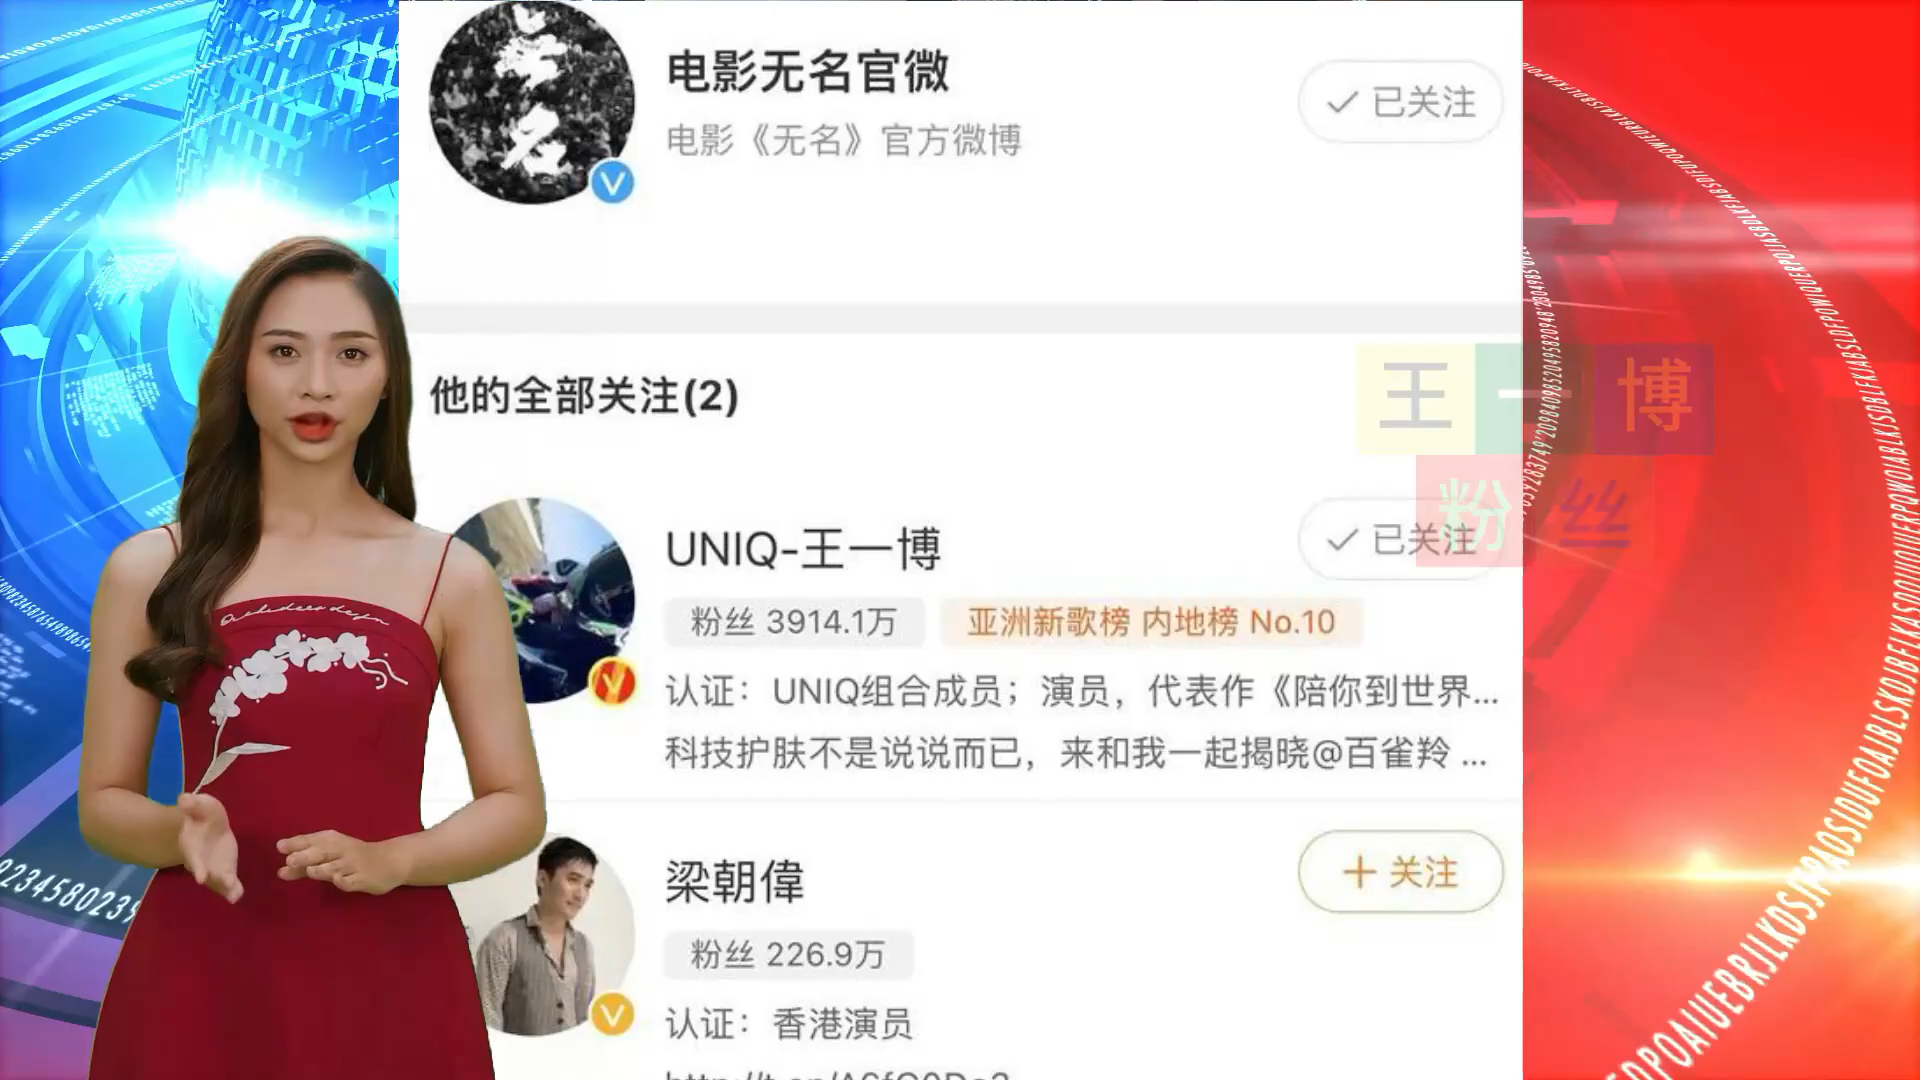 无名
电影无名官微
已关注
电影《无名》官方微博
他的全部关注(2)
王一博
粉丝
UNIQ-王一博
已关注
粉丝 3914.1万
亚洲新歌榜 内地榜 No.10
认证：UNIQ组合成员；演员，代表作《陪你到世界...
科技护肤不是说说而已，来和我一起揭晓@百雀羚 ...
梁朝偉
关注
粉丝 226.9万
认证：香港演员